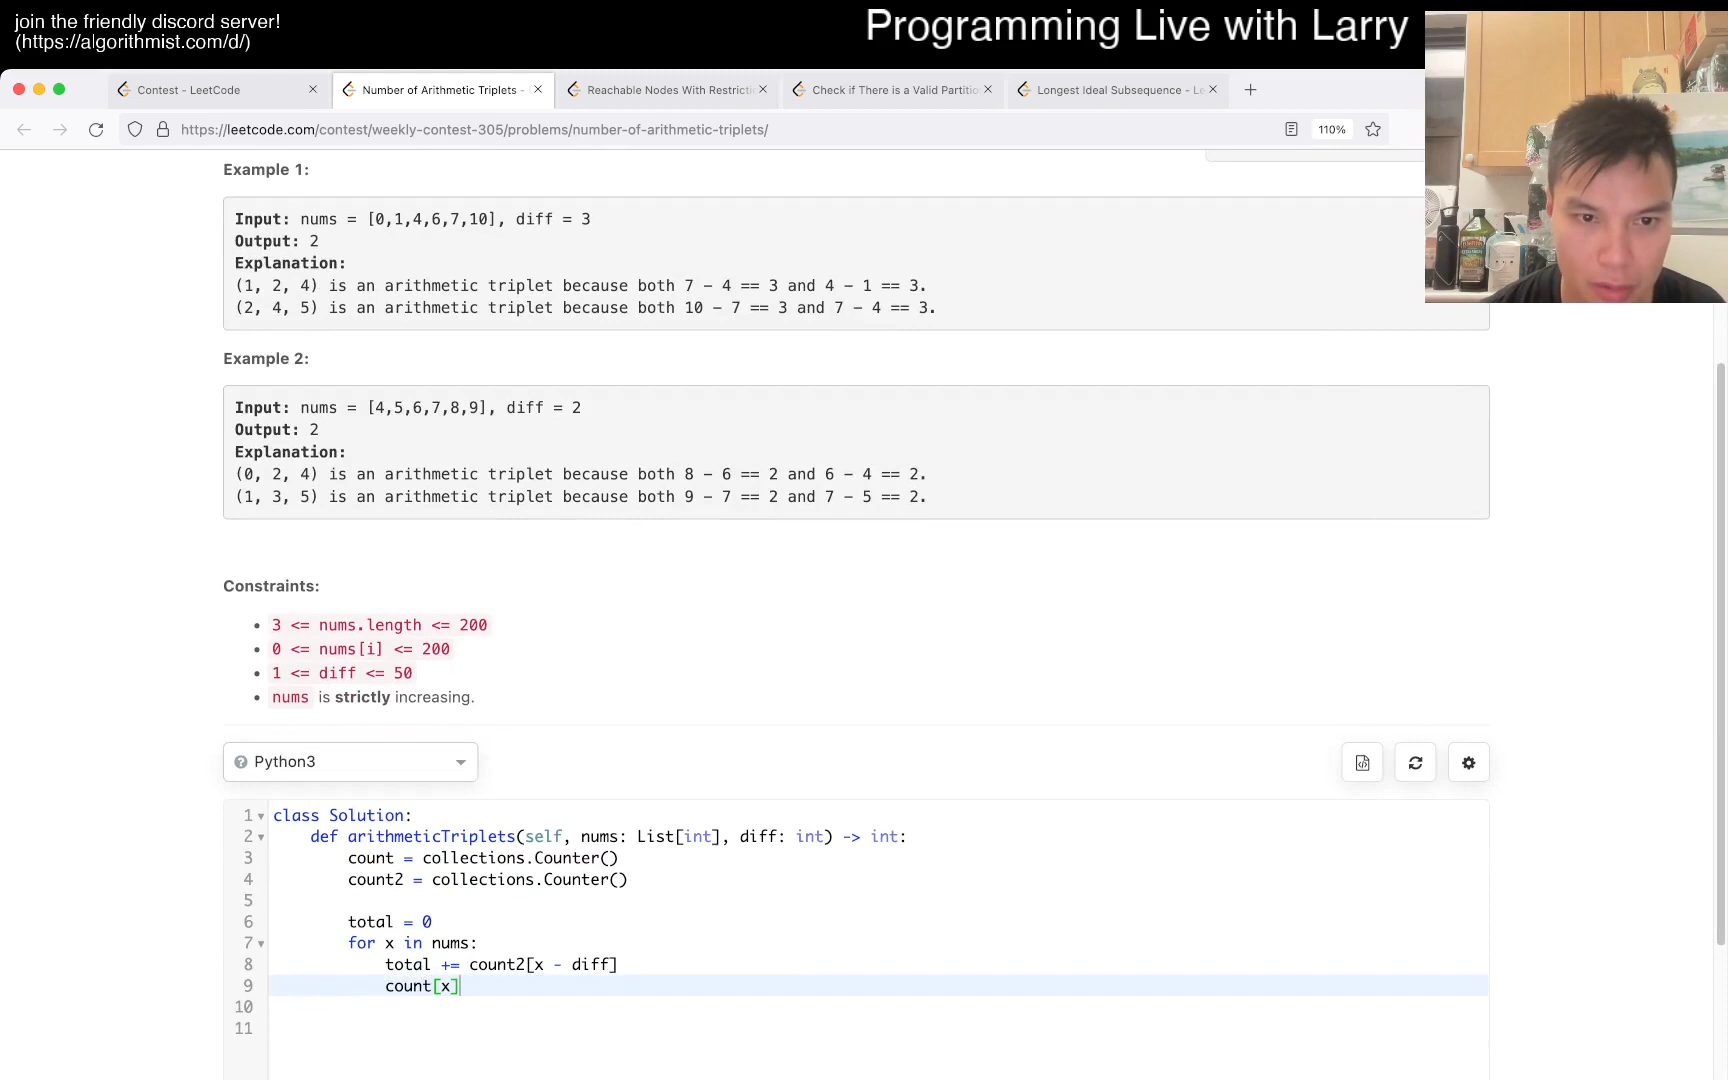 join the friendly discord server!
(https://algorithmist.com/d/)
Programming Live with Larry
Contest - LeetCode
Number of Arithmetic Triplets -
Reachable Nodes With Restricti
Check if There is a Valid Partitio
Longest Ideal Subsequence - Le
https://leetcode.com/contest/weekly-contest-305/problems/number-of-arithmetic-triplets/
110%
Example 1:
Input: nums = [0,1,4,6,7,10], diff = 3
Output: 2
Explanation:
(1, 2, 4) is an arithmetic triplet because both 7 - 4 == 3 and 4 - 1 == 3.
(2, 4, 5) is an arithmetic triplet because both 10 - 7 == 3 and 7 - 4 == 3.
Example 2:
Input: nums = [4,5,6,7,8,9], diff = 2
Output: 2
Explanation:
(0, 2, 4) is an arithmetic triplet because both 8 - 6 == 2 and 6 - 4 == 2.
(1, 3, 5) is an arithmetic triplet because both 9 - 7 == 2 and 7 - 5 == 2.
Constraints:
• 3 <= nums.length <= 200
• 0 <= nums[i] <= 200
• 1 <= diff <= 50
• nums is strictly increasing.
Python3
1 class Solution:
2 def arithmeticTriplets(self, nums: List[int], diff: int) -> int:
3 count = collections.Counter()
4 count2 = collections.Counter()
5
6 total = 0
7 for x in nums:
8 total += count2[x - diff]
9 count[x]
10
11